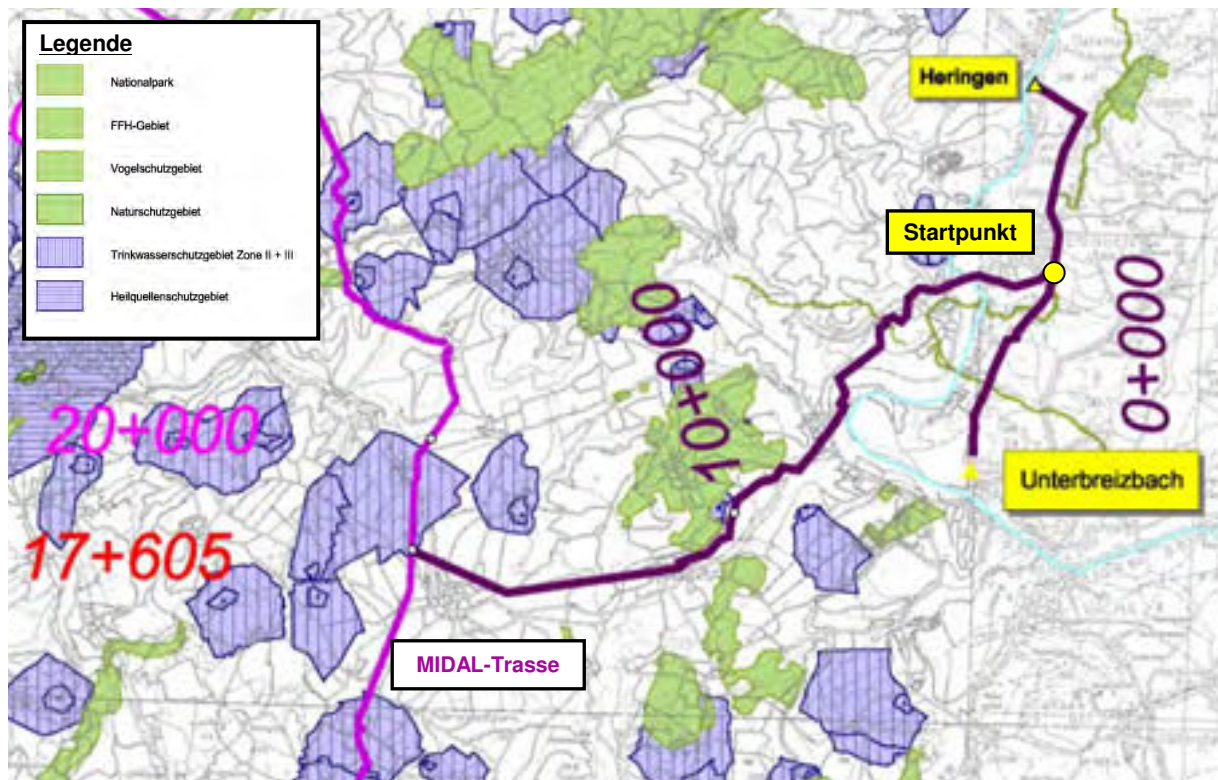 Legende
Nationalpark
FFH-Gebiet
Vogelschutzgebiet
Naturschutzgebiet
Trinkwasserschutzgebiet Zone II + III
Heilquellenschutzgebiet
Heringen
Startpunkt
0+000
10+000
20+000
Unterbreizbach
17+605
MIDAL-Trasse